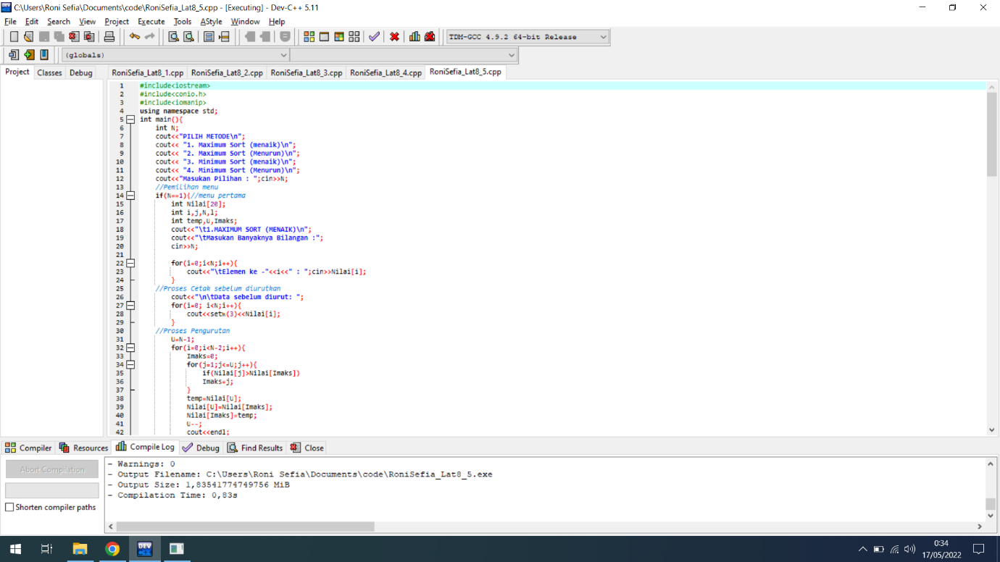 C:\Users\Roni Sefia\Documents\code\RoniSefia_Lat8_5.cpp - [Executing] - Dev-C++ 5.11
File Edit Search View Project Execute Tools AStyle Window Help
TDM-GCC 4.9.2 64-bit Release
(globals)
Project Classes Debug RoniSefia_Lat8_1.cpp RoniSefia_Lat8_2.cpp RoniSefia_Lat8_3.cpp RoniSefia_Lat8_4.cpp RoniSefia_Lat8_5.cpp
1 #include<iostream>
2 #include<conio.h>
3 #include<iomanip>
4 using namespace std;
5 int main(){
6 int N;
7 cout<<"PILIH METODE\n";
8 cout<< "1. Maximum Sort (menaik)\n";
9 cout<< "2. Maximum Sort (Menurun)\n";
10 cout<< "3. Minimum Sort (menaik)\n";
11 cout<< "4. Minimum Sort (Menurun)\n";
12 cout<<"Masukan Pilihan : ";cin>>N;
13 //Pemilihan menu
14 if(N==1){//menu pertama
15 int Nilai[20];
16 int i,j,N,l;
17 int temp,U,Imaks;
18 cout<<"\t1.MAXIMUM SORT (MENAIK)\n";
19 cout<<"\tMasukan Banyaknya Bilangan :";
20 cin>>N;
21
22 for(i=0;i<N;i++){
23 cout<<"\tElemen ke -"<<i<<" : ";cin>>Nilai[i];
24 }
25 //Proses Cetak sebelum diurutkan
26 cout<<"\n\tData sebelum diurut: ";
27 for(i=0; i<N;i++){
28 cout<<setw(3)<<Nilai[i];
29 }
30 //Proses Pengurutan
31 U=N-1;
32 for(i=0;i<N-2;i++){
33 Imaks=0;
34 for(j=1;j<=U;j++){
35 if(Nilai[j]>Nilai[Imaks])
36 Imaks=j;
37 }
38 temp=Nilai[U];
39 Nilai[U]=Nilai[Imaks];
40 Nilai[Imaks]=temp;
41 U--;
42 cout<<endl;
Compiler Resources Compile Log Debug Find Results Close
Abort Compilation
Shorten compiler paths
- Warnings: 0
- Output Filename: C:\Users\Roni Sefia\Documents\code\RoniSefia_Lat8_5.exe
- Output Size: 1,83541774749756 MiB
- Compilation Time: 0,83s
DEV
0:34
17/05/2022